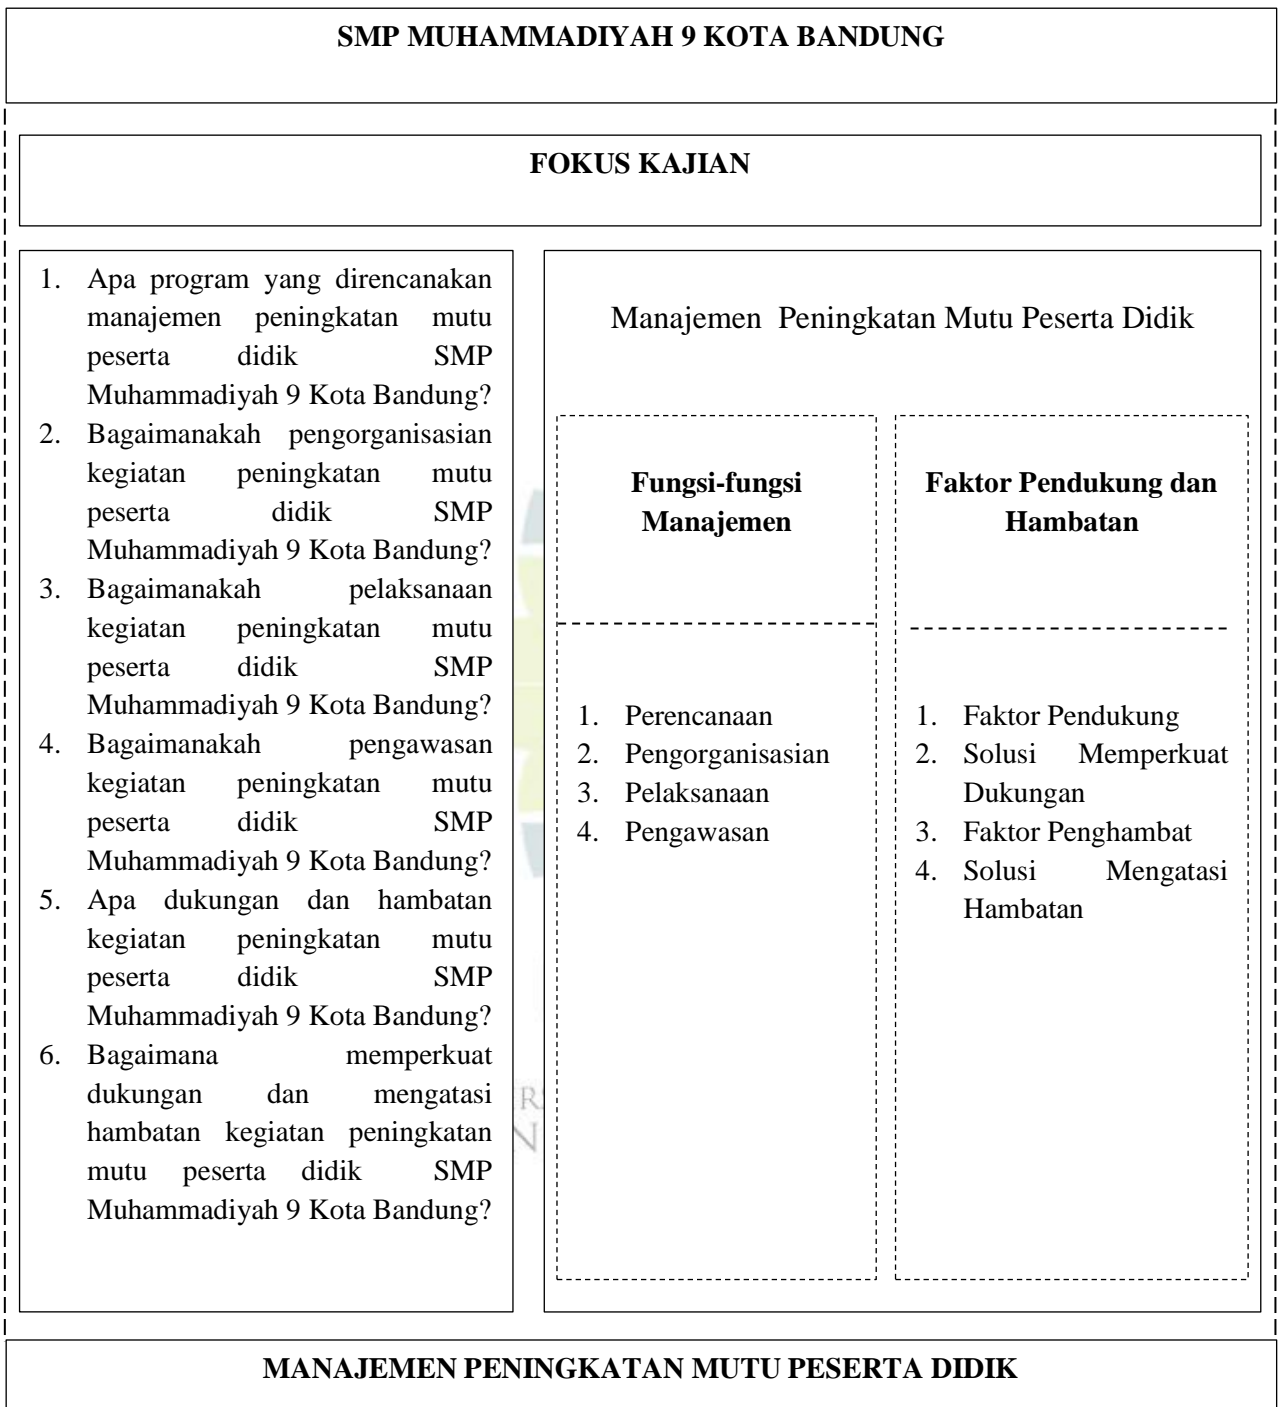 SMP MUHAMMADIYAH 9 KOTA BANDUNG
FOKUS KAJIAN
1. Apa program yang direncanakan
manajemen peningkatan mutu
peserta didik SMP
Muhammadiyah 9 Kota Bandung?
2. Bagaimanakah pengorganisasian
kegiatan peningkatan mutu
peserta didik SMP
Muhammadiyah 9 Kota Bandung?
3. Bagaimanakah pelaksanaan
kegiatan peningkatan mutu
peserta didik SMP
Muhammadiyah 9 Kota Bandung?
4. Bagaimanakah pengawasan
kegiatan peningkatan mutu
peserta didik SMP
Muhammadiyah 9 Kota Bandung?
5. Apa dukungan dan hambatan
kegiatan peningkatan mutu
peserta didik SMP
Muhammadiyah 9 Kota Bandung?
6. Bagaimana memperkuat
dukungan dan mengatasi
hambatan kegiatan peningkatan
mutu peserta didik SMP
Muhammadiyah 9 Kota Bandung?
Manajemen Peningkatan Mutu Peserta Didik
Fungsi-fungsi
Manajemen
1. Perencanaan
2. Pengorganisasian
3. Pelaksanaan
4. Pengawasan
Faktor Pendukung dan
Hambatan
1. Faktor Pendukung
2. Solusi Memperkuat
Dukungan
3. Faktor Penghambat
4. Solusi Mengatasi
Hambatan
MANAJEMEN PENINGKATAN MUTU PESERTA DIDIK